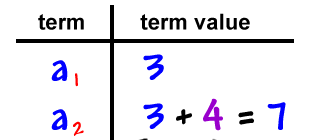 term term value
a₁ 3
a₂ 3 + 4 = 7